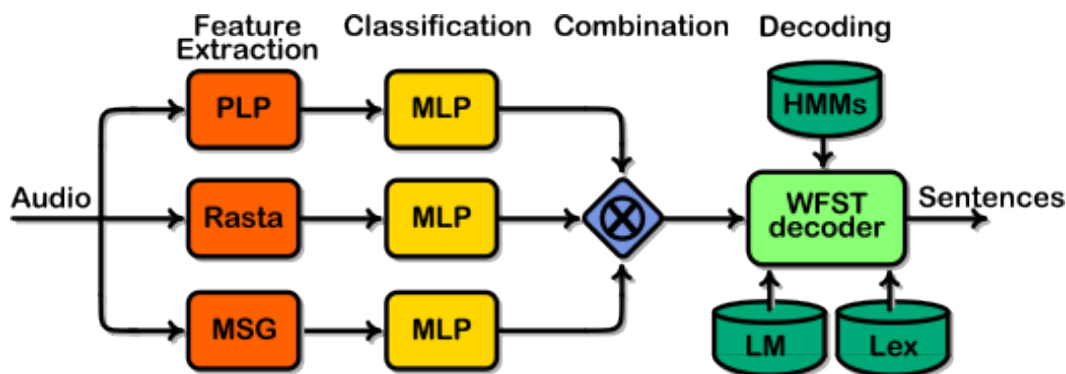 Feature
Extraction
Classification
Combination
Decoding
PLP
MLP
HMMs
Audio
Rasta
MLP
WFST
decoder
Sentences
MSG
MLP
LM
Lex